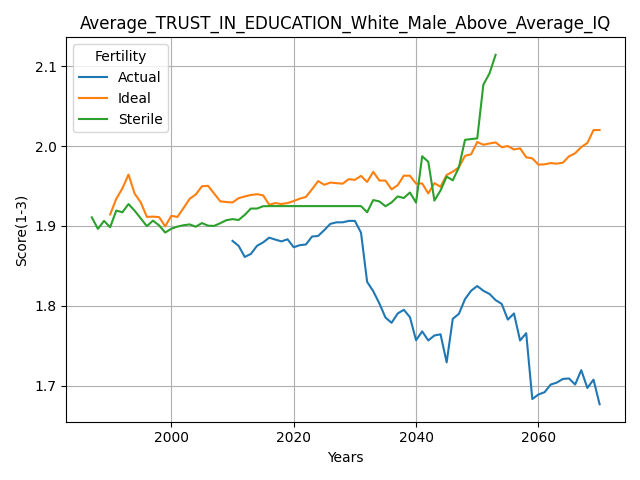 Average_TRUST_IN_EDUCATION_White_Male_Above_Average_IQ
Fertility
Actual
Ideal
Sterile
Score(1-3)
2.1
2.0
1.9
1.8
1.7
2000
2020
2040
2060
Years